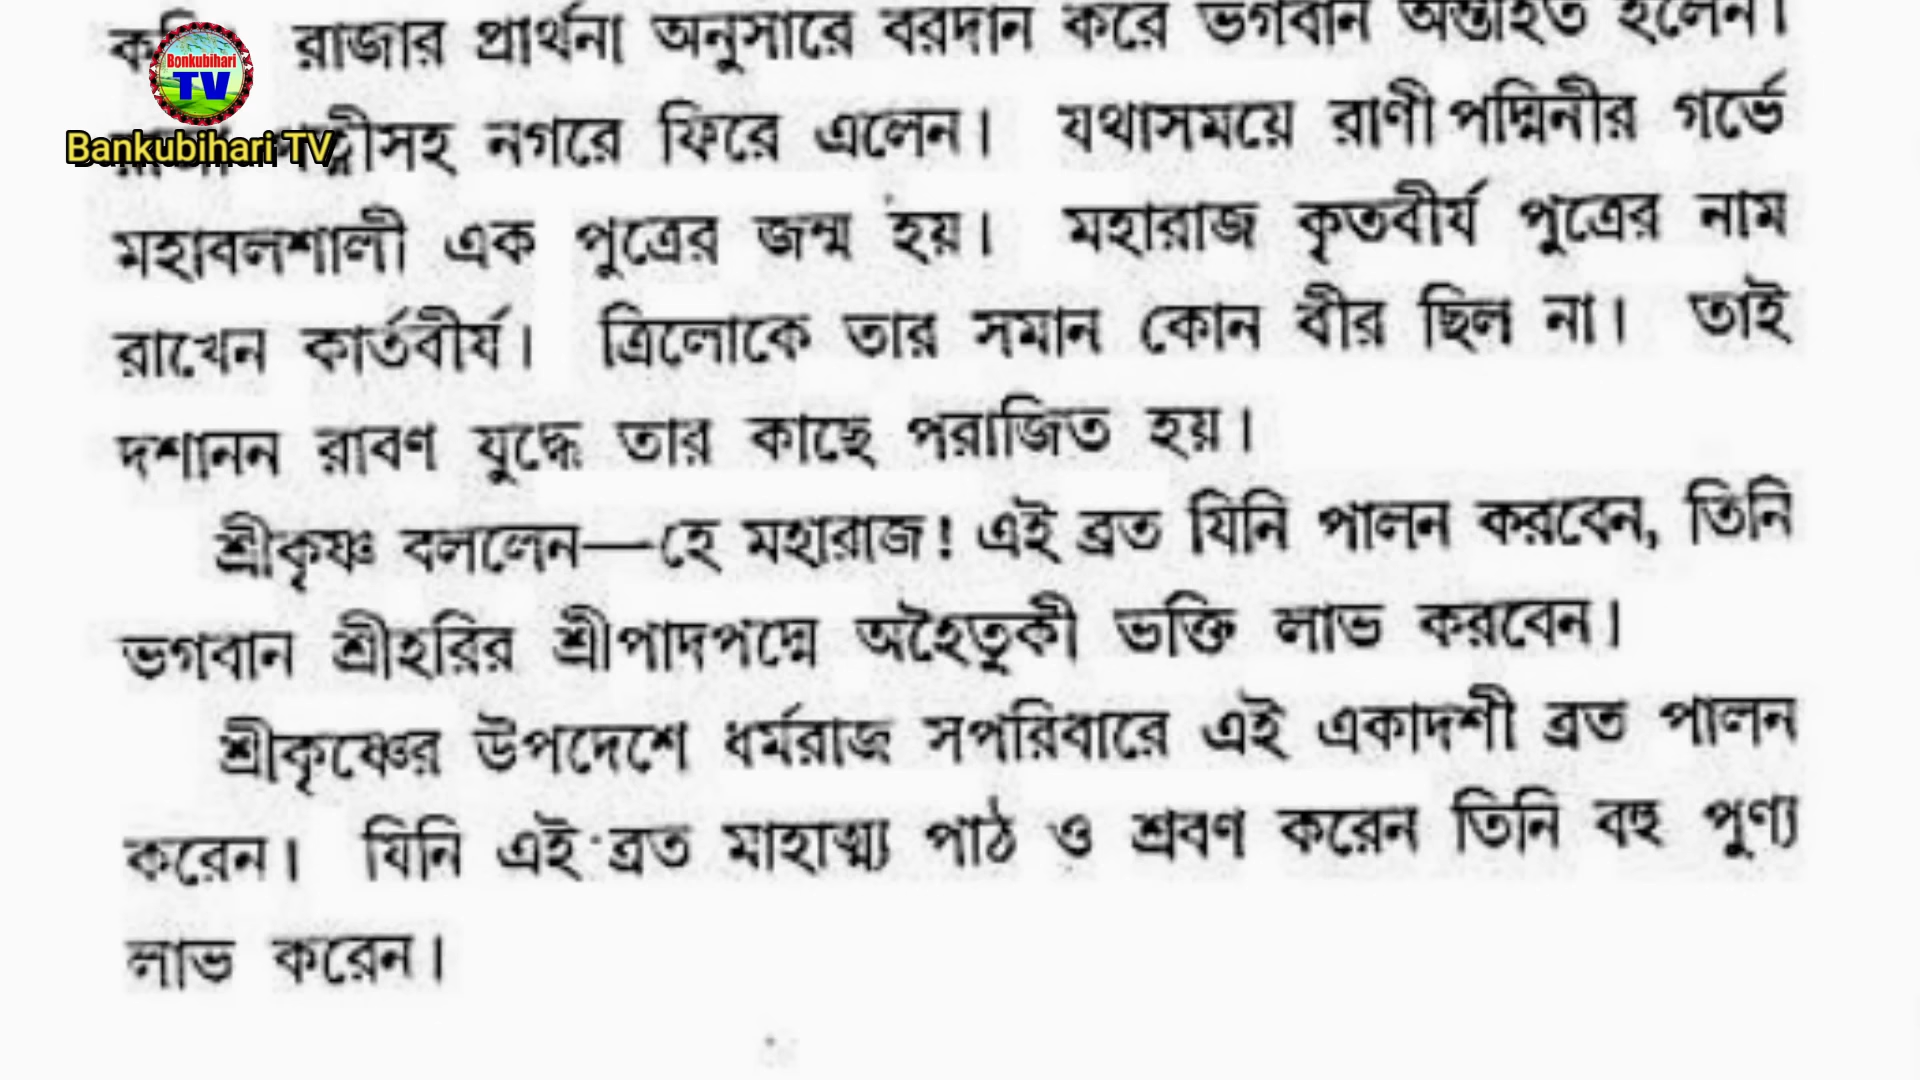 রাজার প্রার্থনা অনুসারে বরদান করে ভগবান অন্তর্হিত হলেন।
Bonkubihari
TV
Bankubihari TV
নগরে ফিরে এলেন। যথাসময়ে রাণী পদ্মিনীর গর্ভে
মহাবলশালী এক পুত্রের জন্ম হয়। মহারাজ কৃতবীর্য পুত্রের নাম
রাখেন কার্তবীর্য। ত্রিলোকে তার সমান কোন বীর ছিল না। তাই
দশানন রাবণ যুদ্ধে তার কাছে পরাজিত হয়।
শ্রীকৃষ্ণ বললেন—হে মহারাজ! এই ব্রত যিনি পালন করবেন, তিনি
ভগবান শ্রীহরির শ্রীপাদপদ্মে অহৈতুকী ভক্তি লাভ করবেন।
শ্রীকৃষ্ণের উপদেশে ধর্মরাজ সপরিবারে এই একাদশী ব্রত পালন
করেন। যিনি এই ব্রত মাহাত্ম্য পাঠ ও শ্রবণ করেন তিনি বহু পুণ্য
লাভ করেন।